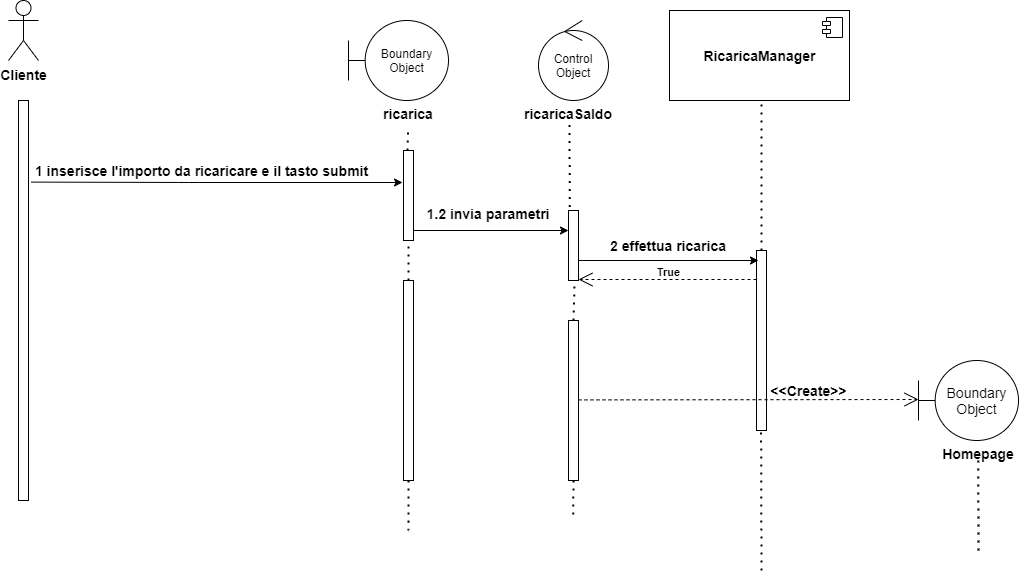 Cliente
Boundary
Object
ricarica
Control
Object
ricaricaSaldo
RicaricaManager
1 inserisce l'importo da ricaricare e il tasto submit
1.2 invia parametri
2 effettua ricarica
True
<<Create>>
Boundary
Object
Homepage